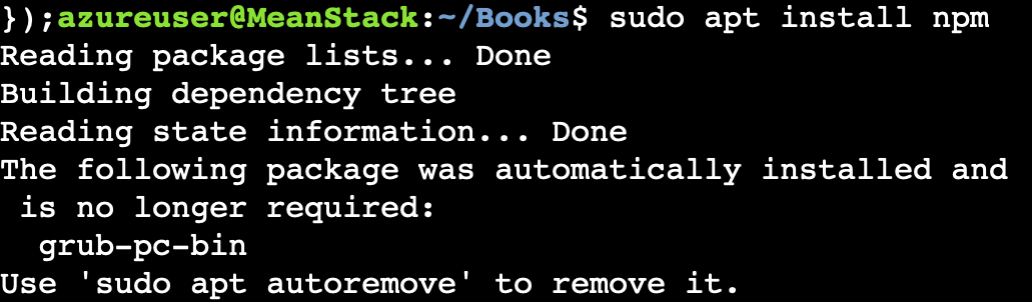 });azureuser@MeanStack:~/Books$ sudo apt install npm
Reading package lists... Done
Building dependency tree
Reading state information... Done
The following package was automatically installed and
 is no longer required:
  grub-pc-bin
Use 'sudo apt autoremove' to remove it.